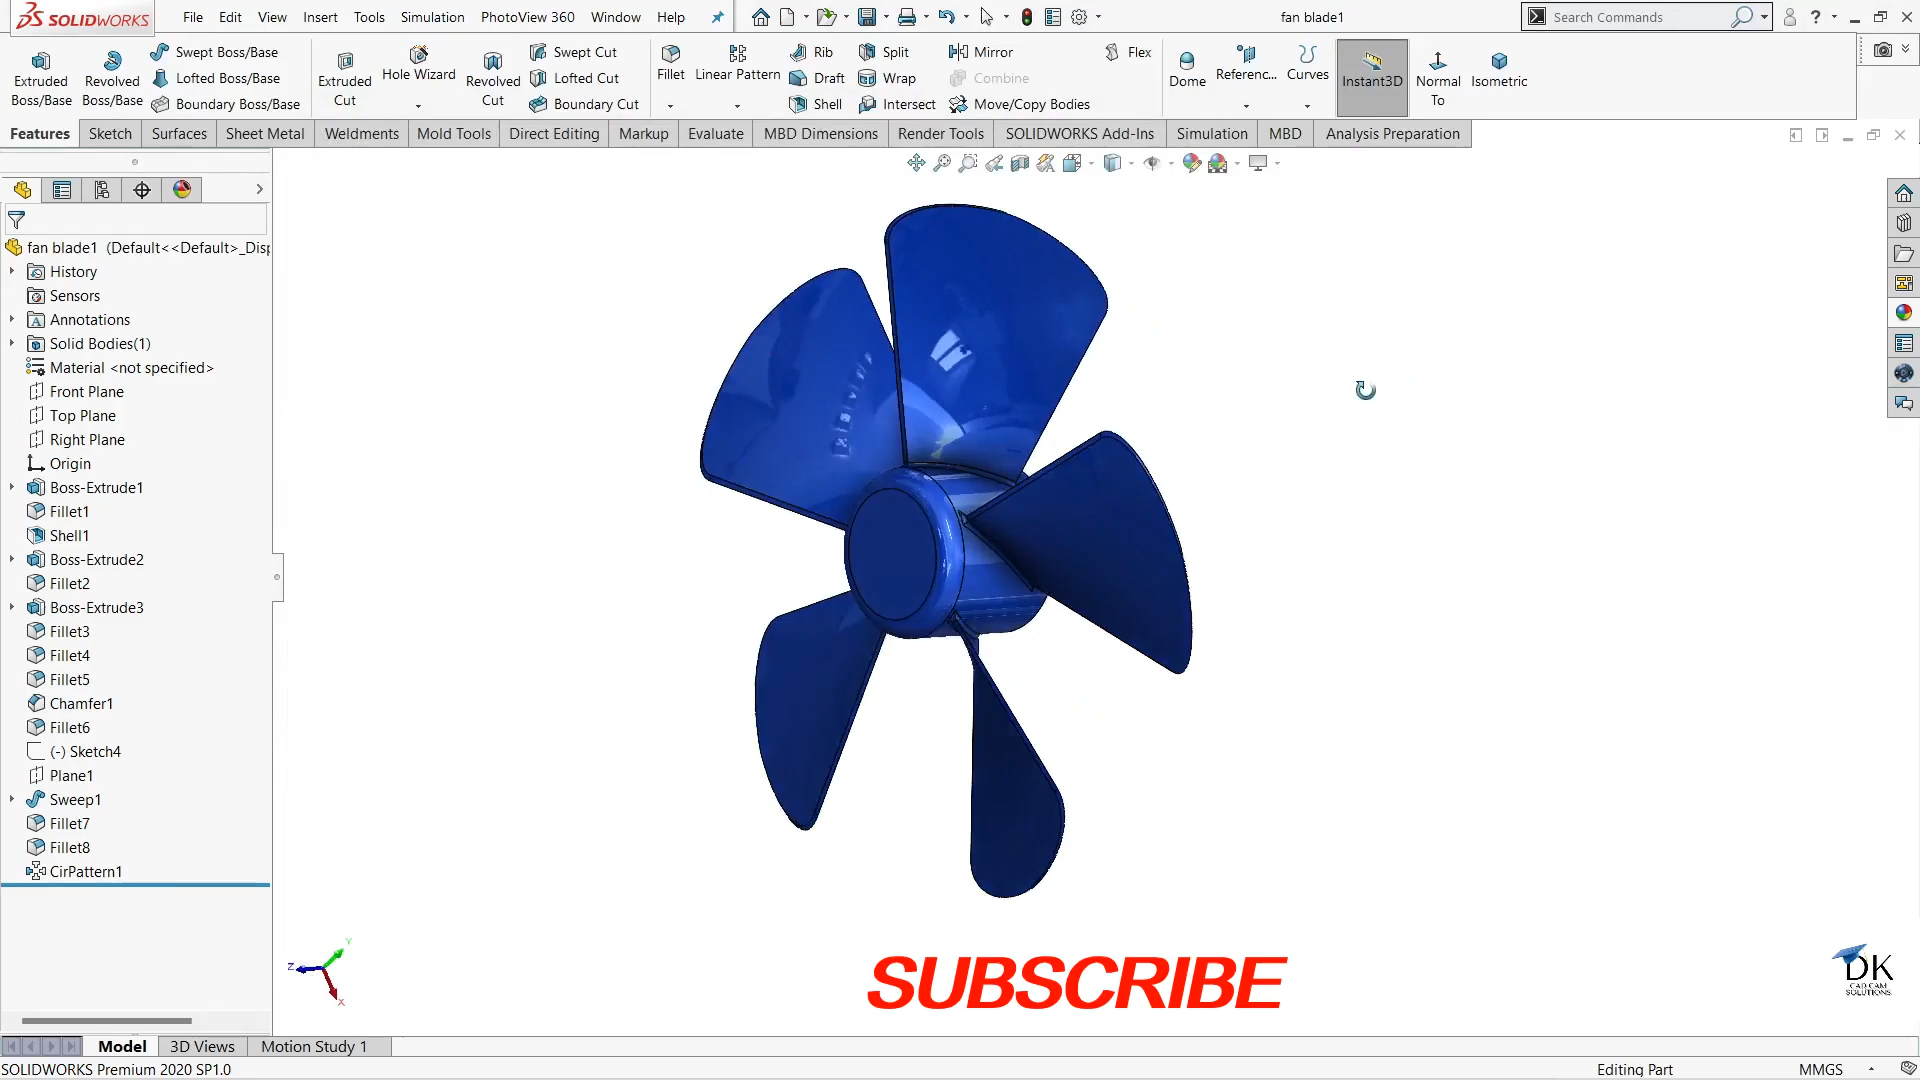 SOLIDWORKS
File Edit View Insert Tools Simulation PhotoView 360 Window Help
fan blade1
Search Commands
Extruded Boss/Base
Revolved Boss/Base
Swept Boss/Base
Lofted Boss/Base
Boundary Boss/Base
Extruded Cut
Hole Wizard
Revolved Cut
Swept Cut
Lofted Cut
Boundary Cut
Fillet
Linear Pattern
Rib
Draft
Shell
Split
Wrap
Intersect
Mirror
Combine
Move/Copy Bodies
Flex
Dome
Referenc...
Curves
Instant3D
Normal To
Isometric
Features Sketch Surfaces Sheet Metal Weldments Mold Tools Direct Editing Markup Evaluate MBD Dimensions Render Tools SOLIDWORKS Add-Ins Simulation MBD Analysis Preparation
fan blade1 (Default<<Default>_Disp
History
Sensors
Annotations
Solid Bodies(1)
Material <not specified>
Front Plane
Top Plane
Right Plane
Origin
Boss-Extrude1
Fillet1
Shell1
Boss-Extrude2
Fillet2
Boss-Extrude3
Fillet3
Fillet4
Fillet5
Chamfer1
Fillet6
(-) Sketch4
Plane1
Sweep1
Fillet7
Fillet8
CirPattern1
Y
Z
X
SUBSCRIBE
DK
CAD CAM
SOLUTIONS
Model 3D Views Motion Study 1
SOLIDWORKS Premium 2020 SP1.0
Editing Part
MMGS